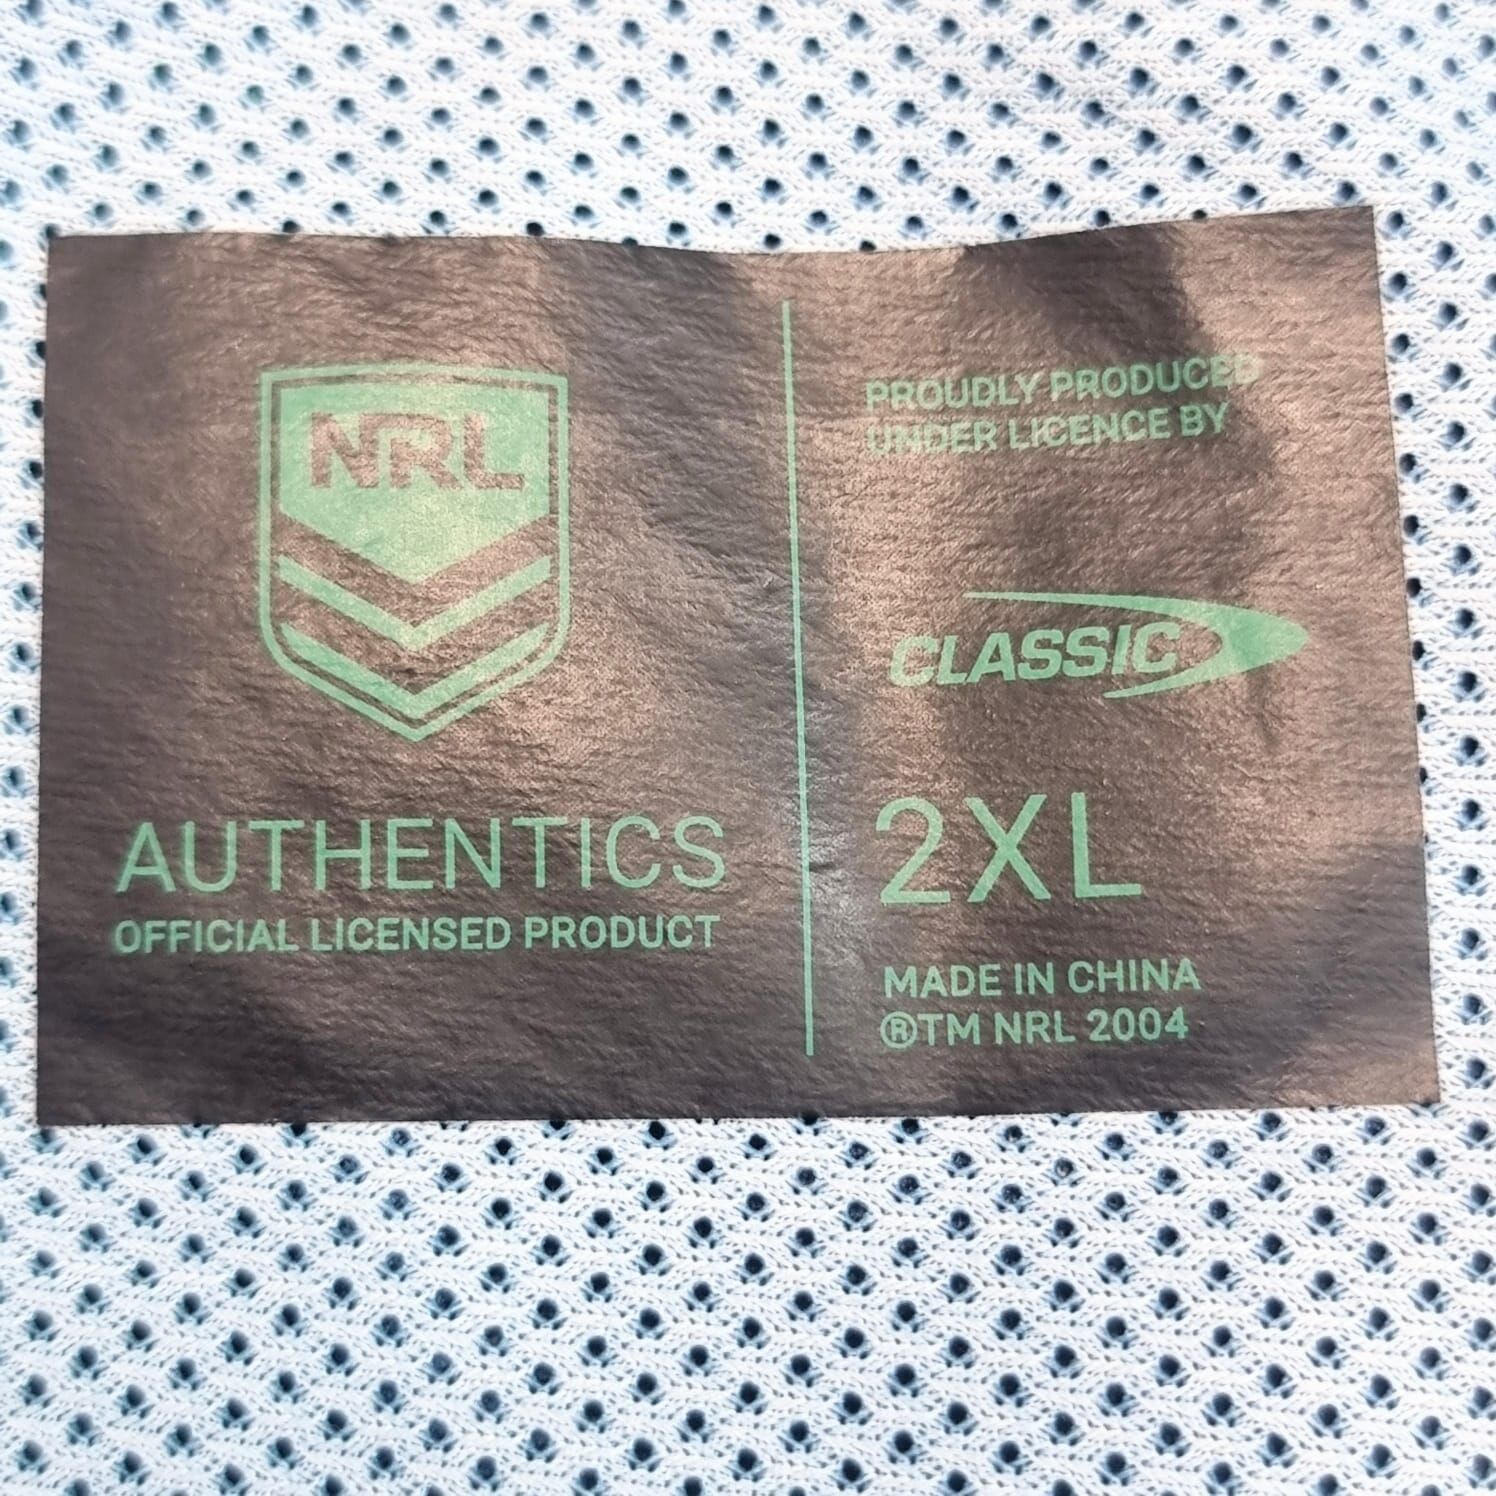 NRL
AUTHENTICS
OFFICIAL LICENSED PRODUCT
PROUDLY PRODUCED
UNDER LICENCE BY
CLASSIC
2XL
MADE IN CHINA
®TM NRL 2004